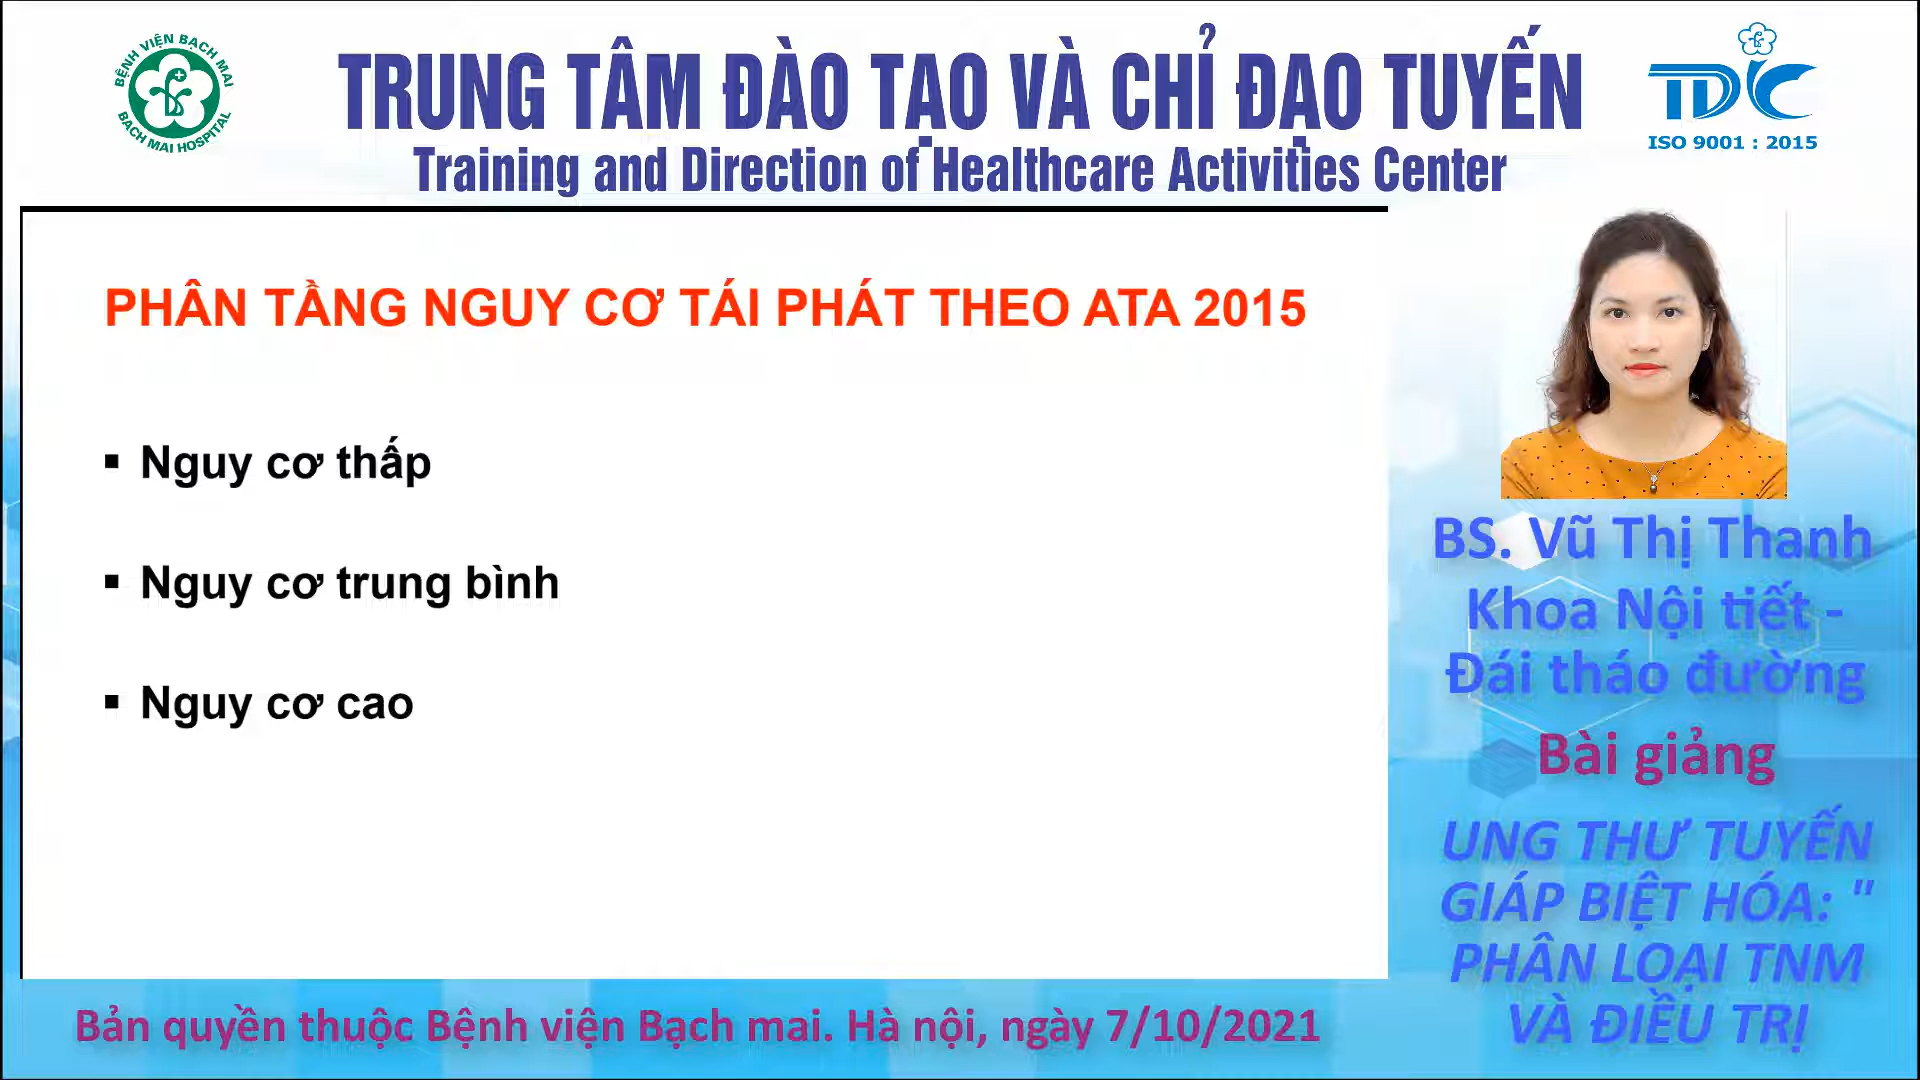 BỆNH VIỆN BẠCH MAI
BACH MAI HOSPITAL
TRUNG TÂM ĐÀO TẠO VÀ CHỈ ĐẠO TUYẾN
Training and Direction of Healthcare Activities Center
TDC
ISO 9001 : 2015
PHÂN TẦNG NGUY CƠ TÁI PHÁT THEO ATA 2015
▪ Nguy cơ thấp
▪ Nguy cơ trung bình
▪ Nguy cơ cao
BS. Vũ Thị Thanh
Khoa Nội tiết -
Đái tháo đường
Bài giảng
UNG THƯ TUYẾN
GIÁP BIỆT HÓA: "
PHÂN LOẠI TNM
VÀ ĐIỀU TRỊ
Bản quyền thuộc Bệnh viện Bạch mai. Hà nội, ngày 7/10/2021